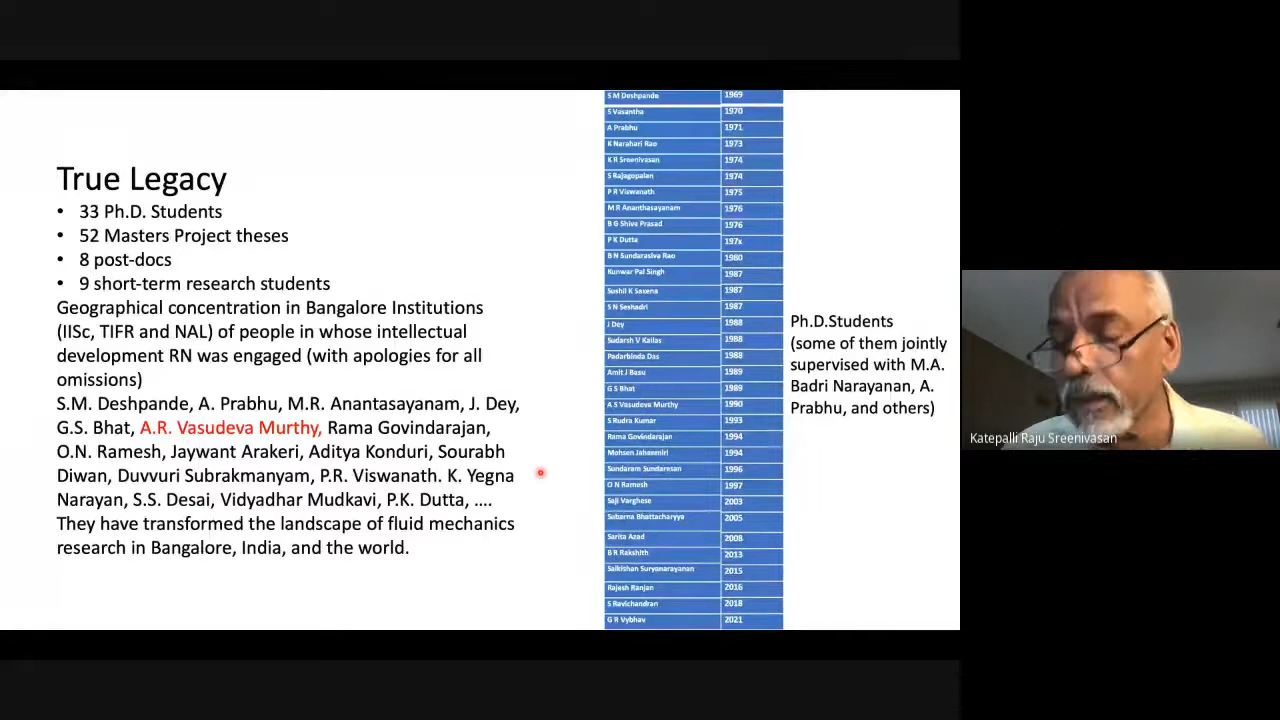 True Legacy
• 33 Ph.D. Students
• 52 Masters Project theses
• 8 post-docs
• 9 short-term research students
Geographical concentration in Bangalore Institutions
(IISc, TIFR and NAL) of people in whose intellectual
development RN was engaged (with apologies for all
omissions)
S.M. Deshpande, A. Prabhu, M.R. Anantasayanam, J. Dey,
G.S. Bhat, A.R. Vasudeva Murthy, Rama Govindarajan,
O.N. Ramesh, Jaywant Arakeri, Aditya Konduri, Sourabh
Diwan, Duvvuri Subrakmanyam, P.R. Viswanath. K. Yegna
Narayan, S.S. Desai, Vidyadhar Mudkavi, P.K. Dutta, ....
They have transformed the landscape of fluid mechanics
research in Bangalore, India, and the world.
S M Deshpande 1969
S Vasantha 1970
A Prabhu 1971
K Narahari Rao 1973
K R Sreenivasan 1974
S Rajagopalan 1974
P R Viswanath 1975
M R Ananthasayanam 1976
B G Shiva Prasad 1976
P K Dutta 197x
B N Sundarasiva Rao 1980
Kunwar Pal Singh 1987
Sushil K Saxena 1987
S N Seshadri 1987
J Dey 1988
Sudarsh V Kailas 1988
Padarbinda Das 1988
Amit J Basu 1989
G S Bhat 1989
A S Vasudeva Murthy 1990
S Rudra Kumar 1993
Rama Govindarajan 1994
Mohsen Jahanmiri 1994
Sundaram Sundaresan 1996
O N Ramesh 1997
Saji Varghese 2003
Subarna Bhattacharyya 2005
Sarita Azad 2008
B R Rakshith 2013
Saikishan Suryanarayanan 2015
Rajesh Ranjan 2016
S Ravichandran 2018
G R Vybhav 2021
Ph.D.Students
(some of them jointly
supervised with M.A.
Badri Narayanan, A.
Prabhu, and others)
Katepalli Raju Sreenivasan